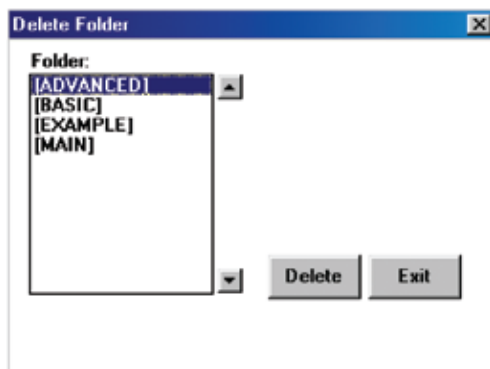 Delete Folder
Folder:
[ADVANCED]
[BASIC]
[EXAMPLE]
[MAIN]
Delete Exit